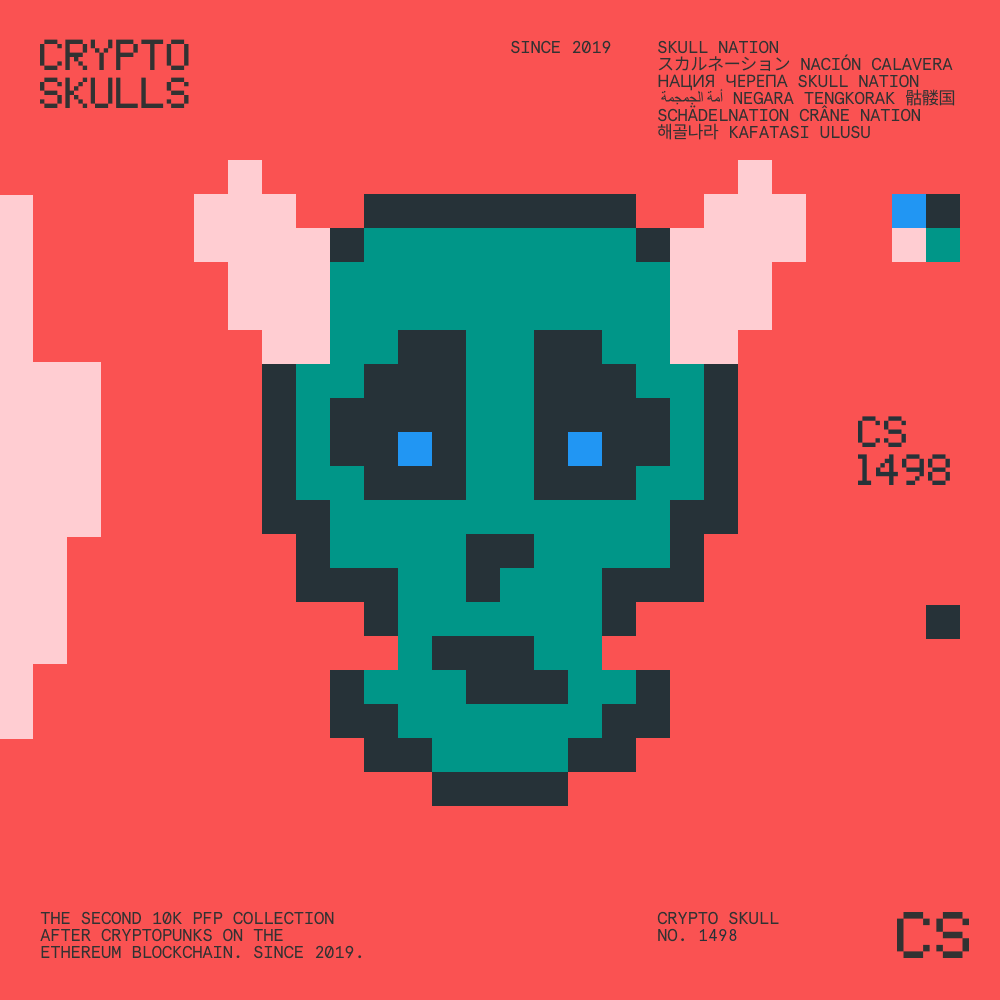 CRYPTO
SKULLS
SINCE 2019
SKULL NATION
スカルネーション NACIÓN CALAVERA
НАЦИЯ ЧЕРЕПА SKULL NATION
أمة الجمجمة NEGARA TENGKORAK 骷髅国
SCHÄDELNATION CRÂNE NATION
해골나라 KAFATASI ULUSU
CS
1498
THE SECOND 10K PFP COLLECTION
AFTER CRYPTOPUNKS ON THE
ETHEREUM BLOCKCHAIN. SINCE 2019.
CRYPTO SKULL
NO. 1498
CS